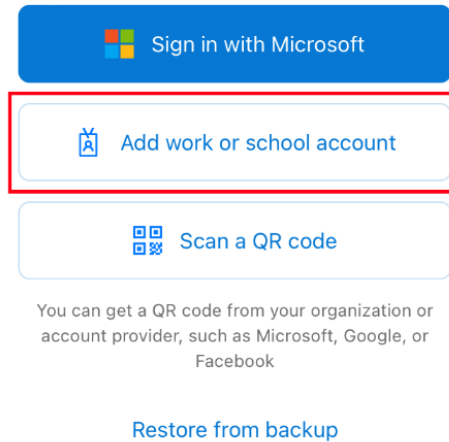 Sign in with Microsoft
Add work or school account
Scan a QR code
You can get a QR code from your organization or
account provider, such as Microsoft, Google, or
Facebook
Restore from backup